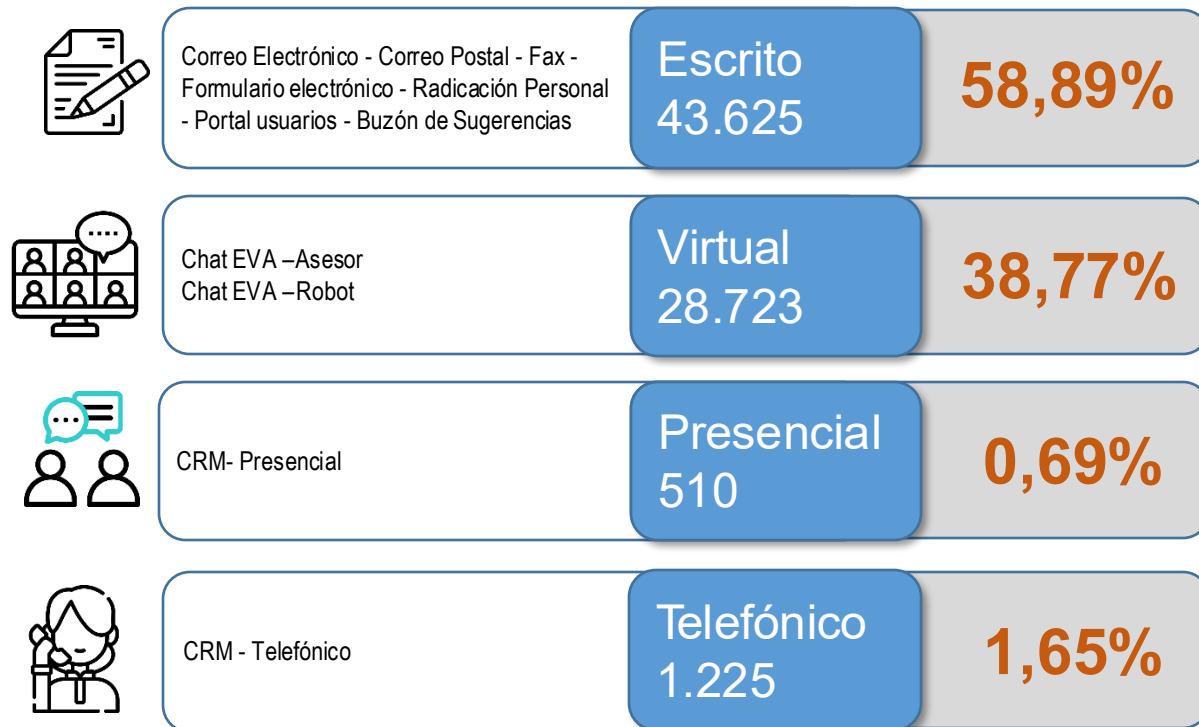 Correo Electrónico - Correo Postal - Fax -
Formulario electrónico - Radicación Personal
- Portal usuarios - Buzón de Sugerencias
Escrito
43.625
58,89%
Chat EVA –Asesor
Chat EVA –Robot
Virtual
28.723
38,77%
CRM- Presencial
Presencial
510
0,69%
CRM - Telefónico
Telefónico
1.225
1,65%